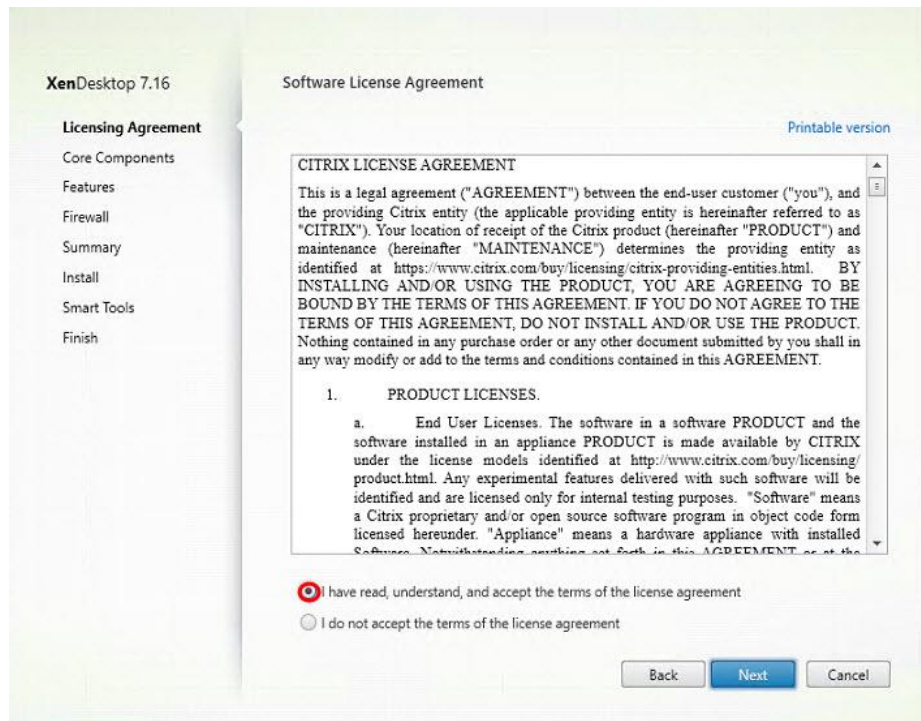 XenDesktop 7.16
Licensing Agreement
Core Components
Features
Firewall
Summary
Install
Smart Tools
Finish
Software License Agreement
Printable version
CITRIX LICENSE AGREEMENT
This is a legal agreement ("AGREEMENT") between the end-user customer ("you"), and
the providing Citrix entity (the applicable providing entity is hereinafter referred to as
"CITRIX"). Your location of receipt of the Citrix product (hereinafter "PRODUCT") and
maintenance (hereinafter "MAINTENANCE") determines the providing entity as
identified at https://www.citrix.com/buy/licensing/citrix-providing-entities.html. BY
INSTALLING AND/OR USING THE PRODUCT, YOU ARE AGREEING TO BE
BOUND BY THE TERMS OF THIS AGREEMENT. IF YOU DO NOT AGREE TO THE
TERMS OF THIS AGREEMENT, DO NOT INSTALL AND/OR USE THE PRODUCT.
Nothing contained in any purchase order or any other document submitted by you shall in
any way modify or add to the terms and conditions contained in this AGREEMENT.
1. PRODUCT LICENSES.
a. End User Licenses. The software in a software PRODUCT and the
software installed in an appliance PRODUCT is made available by CITRIX
under the license models identified at http://www.citrix.com/buy/licensing/
product.html. Any experimental features delivered with such software will be
identified and are licensed only for internal testing purposes. "Software" means
a Citrix proprietary and/or open source software program in object code form
licensed hereunder. "Appliance" means a hardware appliance with installed
Software. Notwithstanding anything set forth in this AGREEMENT or at the
I have read, understand, and accept the terms of the license agreement
I do not accept the terms of the license agreement
Back
Next
Cancel